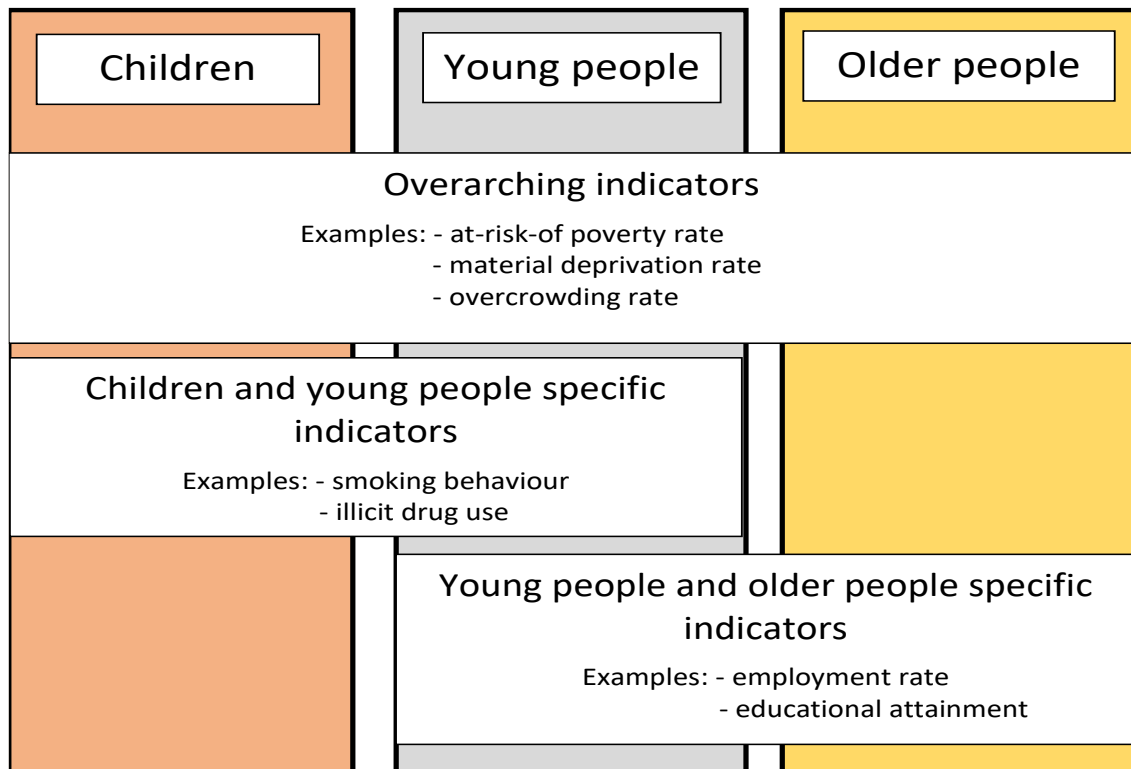 Children
Young people
Older people
Overarching indicators
Examples: - at-risk-of poverty rate
- material deprivation rate
- overcrowding rate
Children and young people specific
indicators
Examples: - smoking behaviour
- illicit drug use
Young people and older people specific
indicators
Examples: - employment rate
- educational attainment